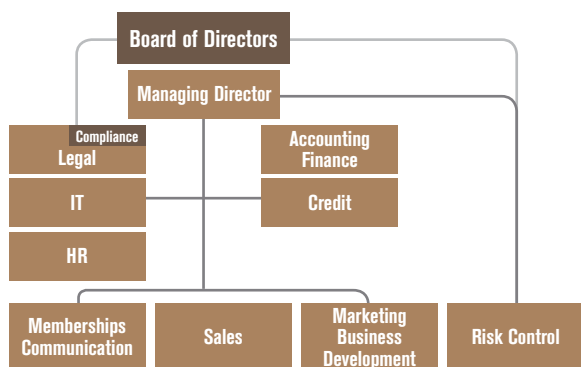 Board of Directors
Managing Director
Compliance
Legal
Accounting
Finance
IT
Credit
HR
Memberships
Communication
Sales
Marketing
Business
Development
Risk Control